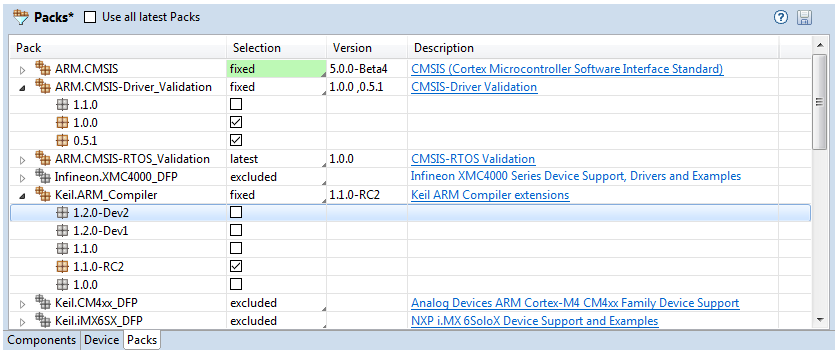 Packs* Use all latest Packs
Pack Selection Version Description
ARM.CMSIS fixed 5.0.0-Beta4 CMSIS (Cortex Microcontroller Software Interface Standard)
ARM.CMSIS-Driver_Validation fixed 1.0.0 ,0.5.1 CMSIS-Driver Validation
1.1.0
1.0.0
0.5.1
ARM.CMSIS-RTOS_Validation latest 1.0.0 CMSIS-RTOS Validation
Infineon.XMC4000_DFP excluded Infineon XMC4000 Series Device Support, Drivers and Examples
Keil.ARM_Compiler fixed 1.1.0-RC2 Keil ARM Compiler extensions
1.2.0-Dev2
1.2.0-Dev1
1.1.0
1.1.0-RC2
1.0.0
Keil.CM4xx_DFP excluded Analog Devices ARM Cortex-M4 CM4xx Family Device Support
Keil.iMX6SX_DFP excluded NXP i.MX 6SoloX Device Support and Examples
Components Device Packs